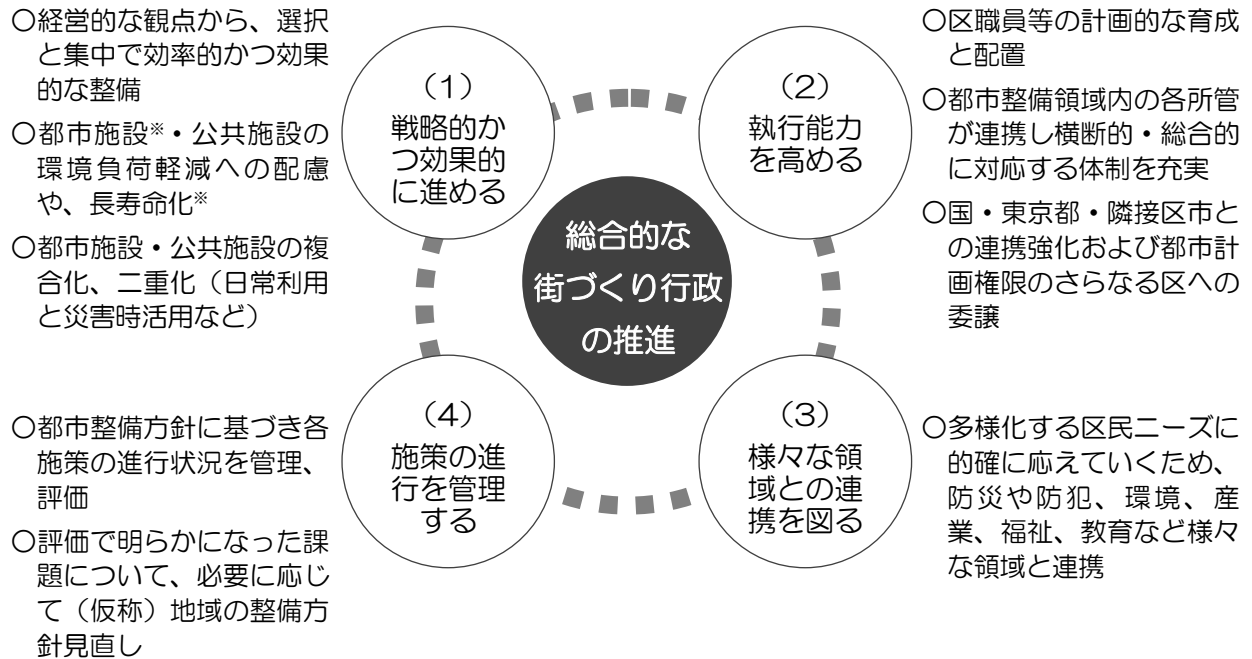 〇経営的な観点から、選択
と集中で効率的かつ効果
的な整備
〇都市施設※・公共施設の
環境負荷軽減への配慮
や、長寿命化※
〇都市施設・公共施設の複
合化、二重化（日常利用
と災害時活用など）
（1）
戦略的か
つ効果的
に進める
（2）
執行能力
を高める
〇区職員等の計画的な育成
と配置
〇都市整備領域内の各所管
が連携し横断的・総合的
に対応する体制を充実
〇国・東京都・隣接区市と
の連携強化および都市計
画権限のさらなる区への
委譲
総合的な
街づくり行政
の推進
〇都市整備方針に基づき各
施策の進行状況を管理、
評価
〇評価で明らかになった課
題について、必要に応じ
て（仮称）地域の整備方
針見直し
（4）
施策の進
行を管理
する
（3）
様々な領
域との連
携を図る
〇多様化する区民ニーズに
的確に応えていくため、
防災や防犯、環境、産
業、福祉、教育など様々
な領域と連携